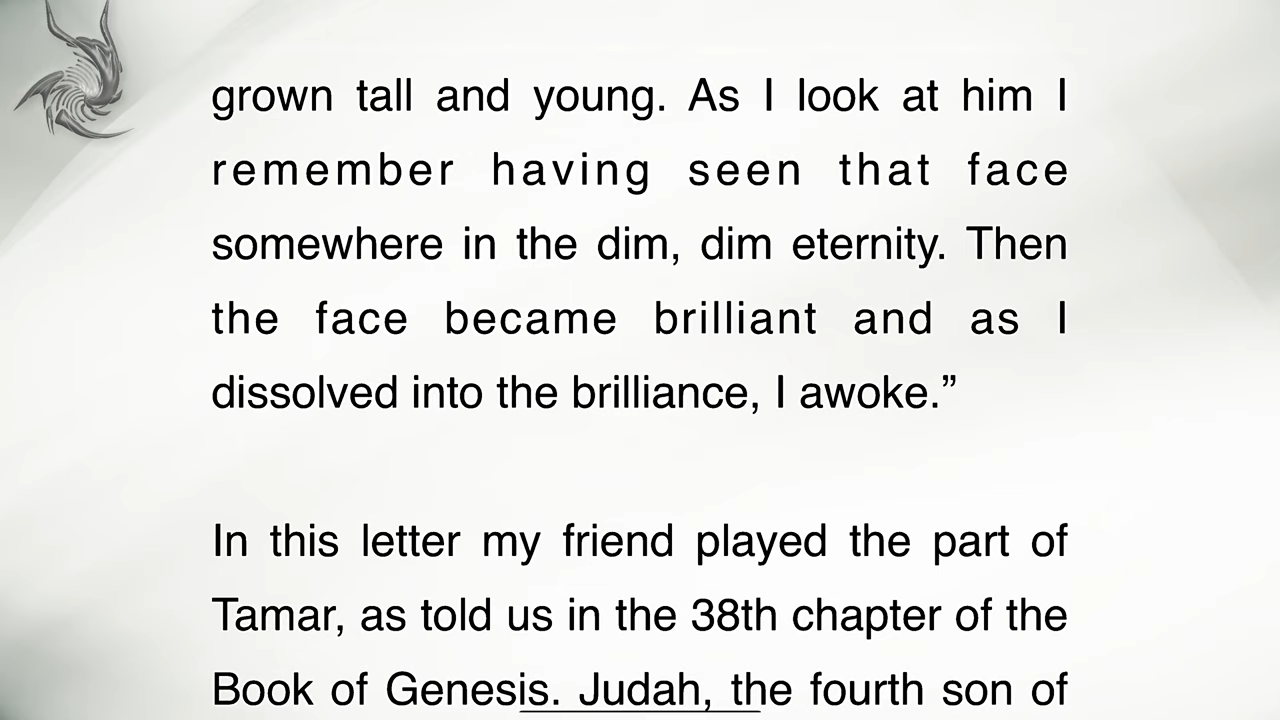 grown tall and young. As I look at him I
remember having seen that face
somewhere in the dim, dim eternity. Then
the face became brilliant and as I
dissolved into the brilliance, I awoke.”
In this letter my friend played the part of
Tamar, as told us in the 38th chapter of the
Book of Genesis. Judah, the fourth son of